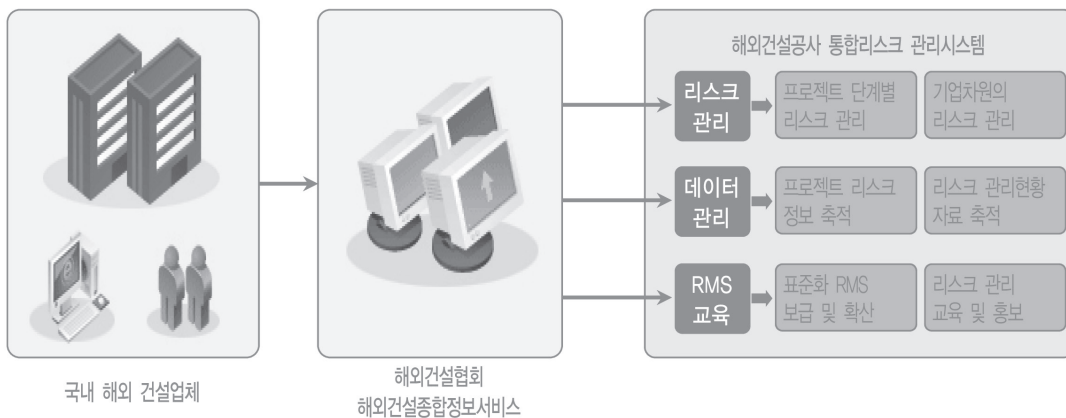 해외건설공사 통합리스크 관리시스템
리스크
관리
프로젝트 단계별
리스크 관리
기업차원의
리스크 관리
데이터
관리
프로젝트 리스크
정보 축적
리스크 관리현황
자료 축적
RMS
교육
표준화 RMS
보급 및 확산
리스크 관리
교육 및 홍보
국내 해외 건설업체
해외건설협회
해외건설종합정보서비스